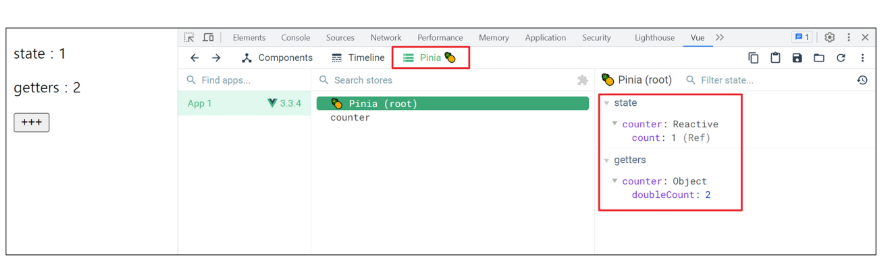 state : 1
getters : 2
+++
Elements Console Sources Network Performance Memory Application Security Lighthouse Vue 1
Components Timeline Pinia
Find apps...
Search stores
Pinia (root) Filter state...
App 1 3.3.4
Pinia (root)
counter
state
counter: Reactive
count: 1 (Ref)
getters
counter: Object
doubleCount: 2